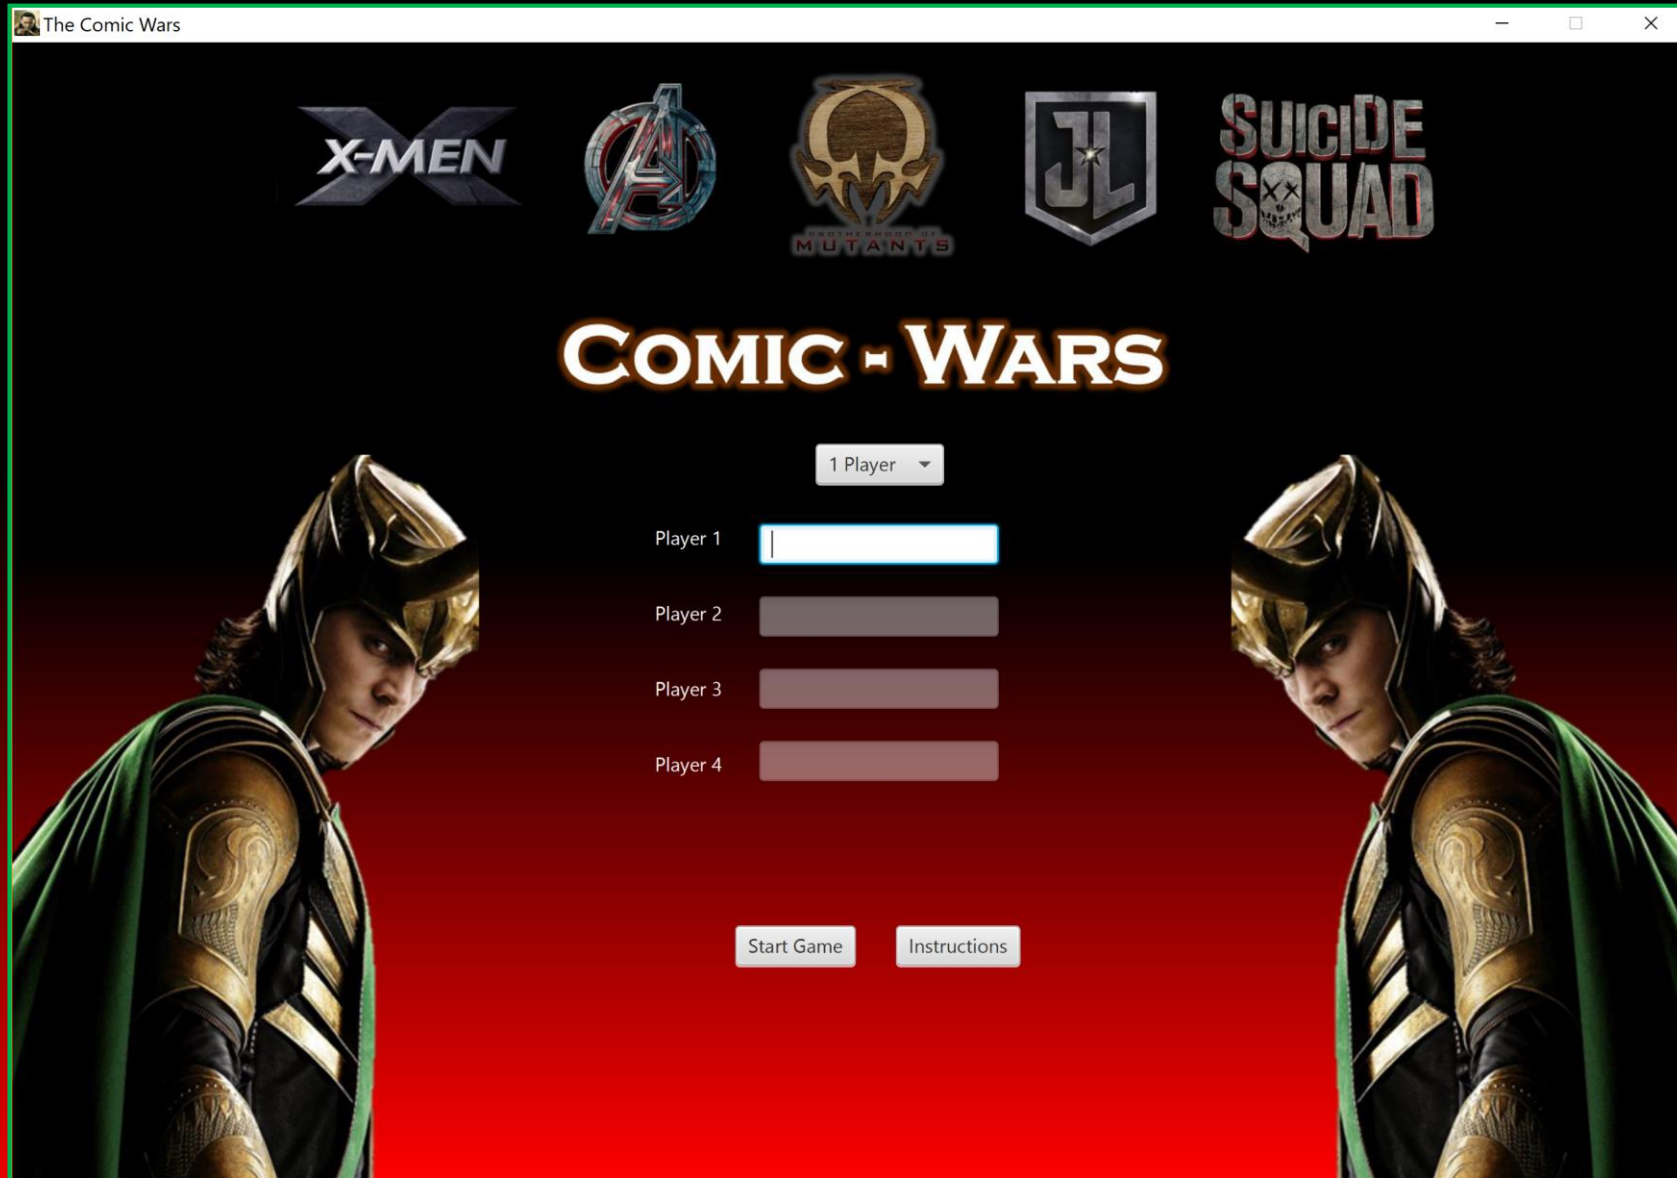 The Comic Wars
X-MEN
A
BROTHERHOOD OF
MUTANTS
JL
SUICIDE
SQUAD
COMIC - WARS
1 Player
Player 1
Player 2
Player 3
Player 4
Start Game
Instructions